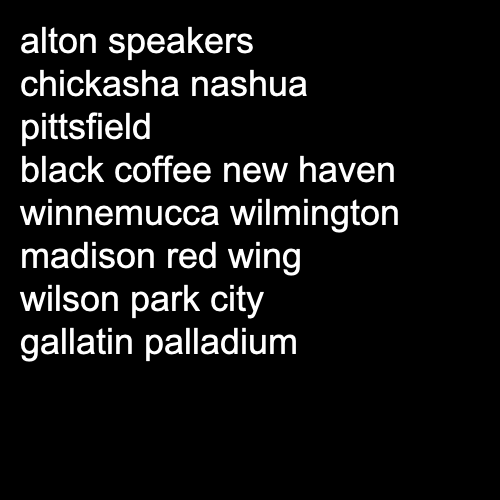 alton speakers
chickasha nashua
pittsfield
black coffee new haven
winnemucca wilmington
madison red wing
wilson park city
gallatin palladium